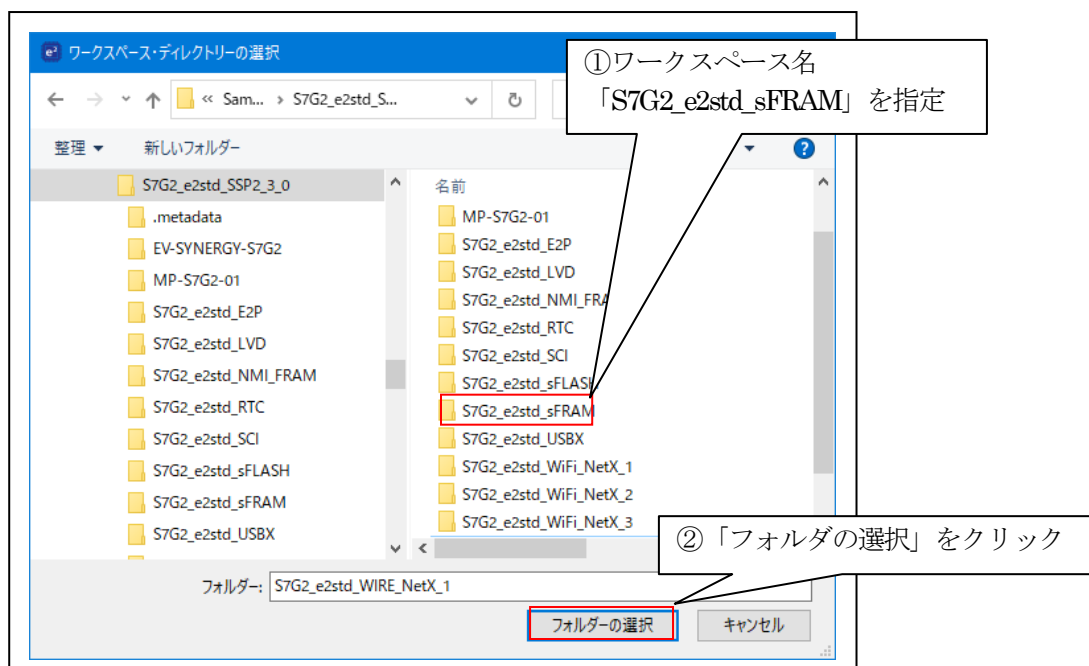 ワークスペース・ディレクトリーの選択
①ワークスペース名
「S7G2_e2std_sFRAM」を指定
« Sam... › S7G2_e2std_S...
整理 新しいフォルダー
S7G2_e2std_SSP2_3_0
.metadata
EV-SYNERGY-S7G2
MP-S7G2-01
S7G2_e2std_E2P
S7G2_e2std_LVD
S7G2_e2std_NMI_FRAM
S7G2_e2std_RTC
S7G2_e2std_SCI
S7G2_e2std_sFLASH
S7G2_e2std_sFRAM
S7G2_e2std_USBX
名前
MP-S7G2-01
S7G2_e2std_E2P
S7G2_e2std_LVD
S7G2_e2std_NMI_FRA
S7G2_e2std_RTC
S7G2_e2std_SCI
S7G2_e2std_sFLASH
S7G2_e2std_sFRAM
S7G2_e2std_USBX
S7G2_e2std_WiFi_NetX_1
S7G2_e2std_WiFi_NetX_2
S7G2_e2std_WiFi_NetX_3
②「フォルダの選択」をクリック
フォルダー: S7G2_e2std_WIRE_NetX_1
フォルダーの選択 キャンセル